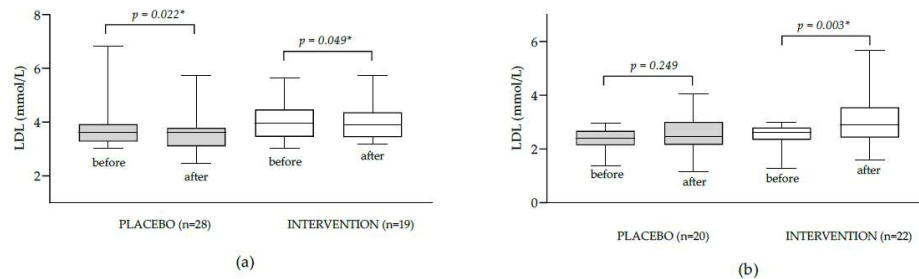 p = 0.022*
p = 0.049*
LDL (mmol/L)
8
6
4
2
before
after
before
after
PLACEBO (n=28)
INTERVENTION (n=19)
(a)
p = 0.249
p = 0.003*
LDL (mmol/L)
6
4
2
0
before
after
before
after
PLACEBO (n=20)
INTERVENTION (n=22)
(b)